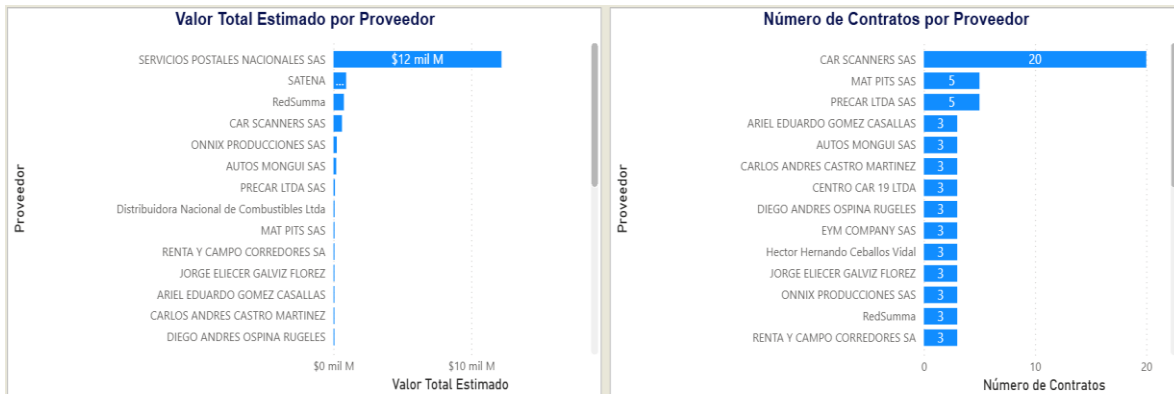 Valor Total Estimado por Proveedor
Proveedor
SERVICIOS POSTALES NACIONALES SAS $12 mil M
SATENA ...
RedSumma
CAR SCANNERS SAS
ONNIX PRODUCCIONES SAS
AUTOS MONGUI SAS
PRECAR LTDA SAS
Distribuidora Nacional de Combustibles Ltda
MAT PITS SAS
RENTA Y CAMPO CORREDORES SA
JORGE ELIECER GALVIZ FLOREZ
ARIEL EDUARDO GOMEZ CASALLAS
CARLOS ANDRES CASTRO MARTINEZ
DIEGO ANDRES OSPINA RUGELES
$0 mil M $10 mil M
Valor Total Estimado
Número de Contratos por Proveedor
Proveedor
CAR SCANNERS SAS 20
MAT PITS SAS 5
PRECAR LTDA SAS 5
ARIEL EDUARDO GOMEZ CASALLAS 3
AUTOS MONGUI SAS 3
CARLOS ANDRES CASTRO MARTINEZ 3
CENTRO CAR 19 LTDA 3
DIEGO ANDRES OSPINA RUGELES 3
EYM COMPANY SAS 3
Hector Hernando Ceballos Vidal 3
JORGE ELIECER GALVIZ FLOREZ 3
ONNIX PRODUCCIONES SAS 3
RedSumma 3
RENTA Y CAMPO CORREDORES SA 3
0 10 20
Número de Contratos